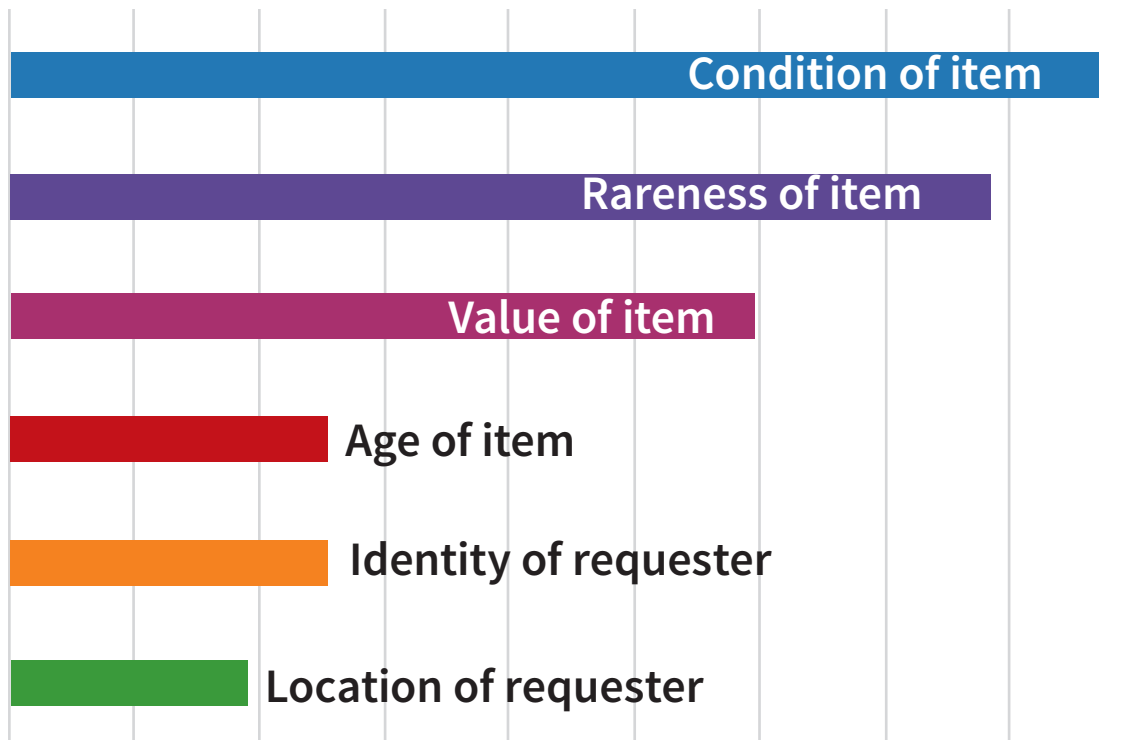 Condition of item
Rareness of item
Value of item
Age of item
Identity of requester
Location of requester